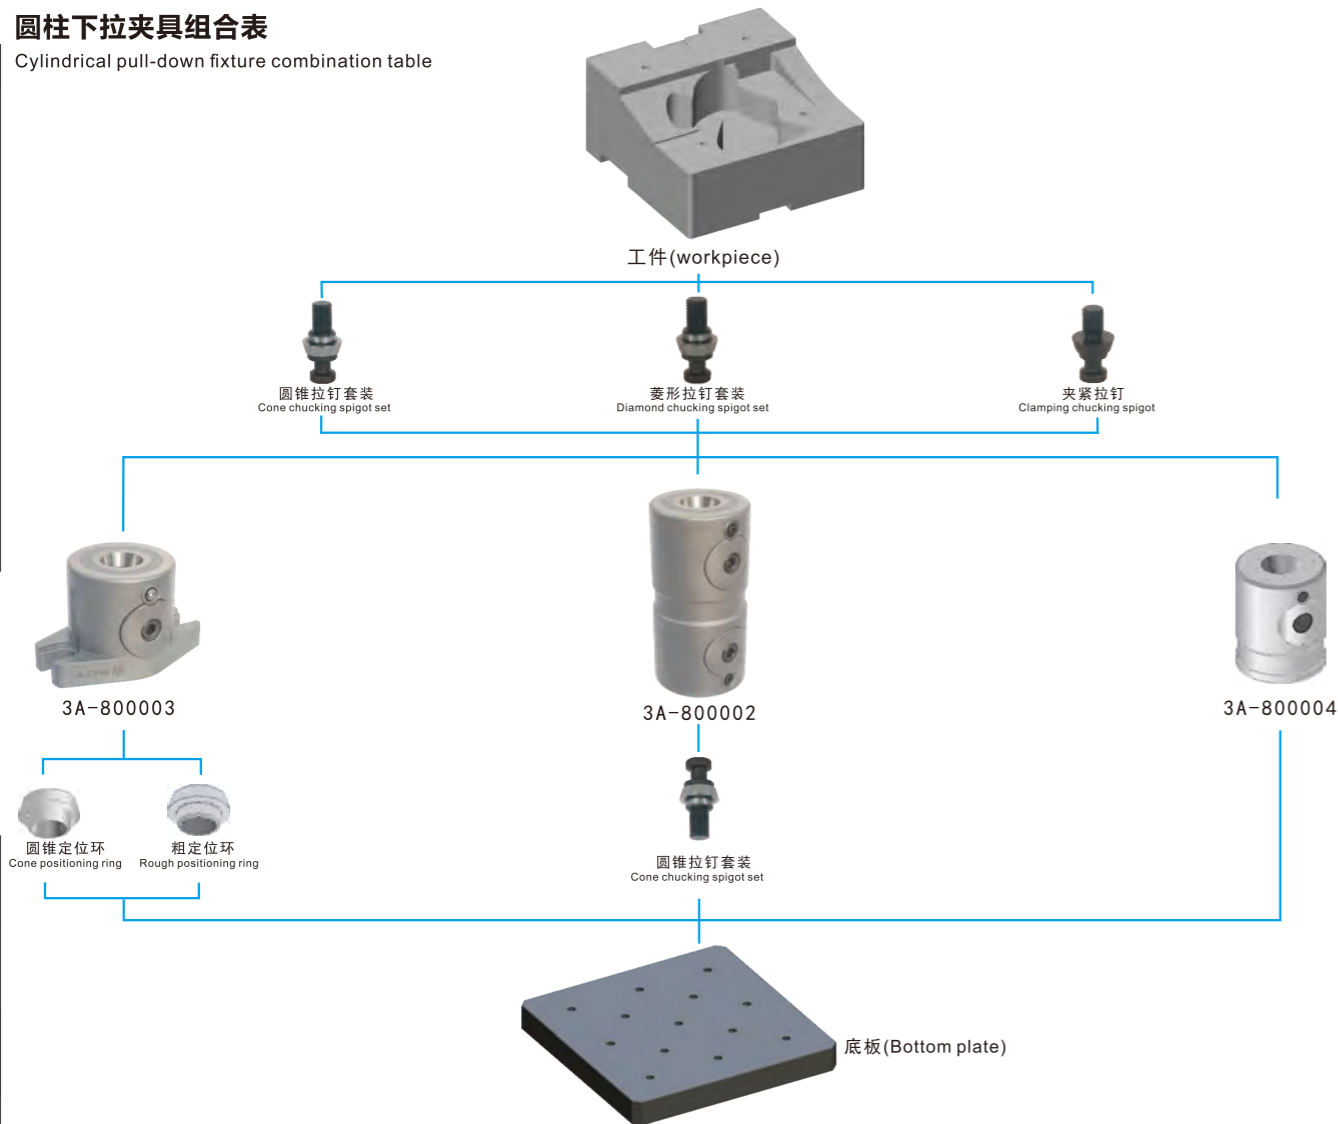 圆柱下拉夹具组合表
Cylindrical pull-down fixture combination table
工件(workpiece)
圆锥拉钉套装
Cone chucking spigot set
菱形拉钉套装
Diamond chucking spigot set
夹紧拉钉
Clamping chucking spigot
3A-800003
3A-800002
3A-800004
圆锥定位环
Cone positioning ring
粗定位环
Rough positioning ring
圆锥拉钉套装
Cone chucking spigot set
底板(Bottom plate)